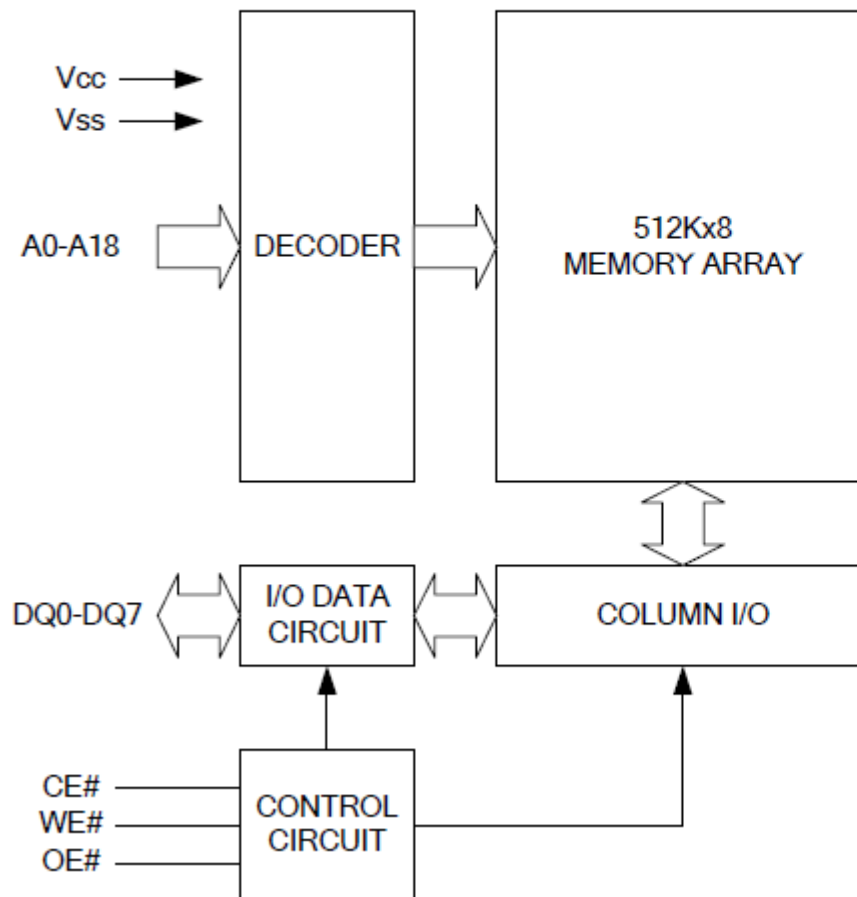 Vcc
Vss
A0-A18
DECODER
512Kx8
MEMORY ARRAY
DQ0-DQ7
I/O DATA
CIRCUIT
COLUMN I/O
CE#
WE#
OE#
CONTROL
CIRCUIT